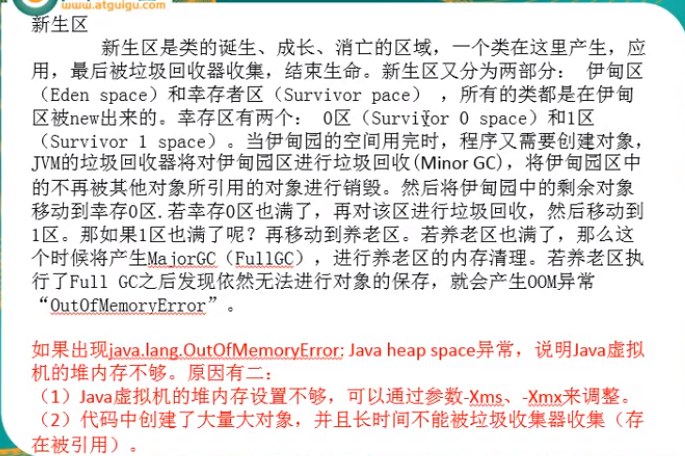 www.atguigu.com
新生区
新生区是类的诞生、成长、消亡的区域，一个类在这里产生，应
用，最后被垃圾回收器收集，结束生命。新生区又分为两部分： 伊甸区
（Eden space）和幸存者区（Survivor pace） ，所有的类都是在伊甸
区被new出来的。幸存区有两个： 0区（Survivor 0 space）和1区
（Survivor 1 space）。当伊甸园的空间用完时，程序又需要创建对象，
JVM的垃圾回收器将对伊甸园区进行垃圾回收(Minor GC)，将伊甸园区中
的不再被其他对象所引用的对象进行销毁。然后将伊甸园中的剩余对象
移动到幸存0区.若幸存0区也满了，再对该区进行垃圾回收，然后移动到
1区。那如果1区也满了呢？再移动到养老区。若养老区也满了，那么这
个时候将产生MajorGC（FullGC），进行养老区的内存清理。若养老区执
行了Full GC之后发现依然无法进行对象的保存，就会产生OOM异常
“OutOfMemoryError”。
如果出现java.lang.OutOfMemoryError: Java heap space异常，说明Java虚拟
机的堆内存不够。原因有二：
（1）Java虚拟机的堆内存设置不够，可以通过参数-Xms、-Xmx来调整。
（2）代码中创建了大量大对象，并且长时间不能被垃圾收集器收集（存
在被引用）。